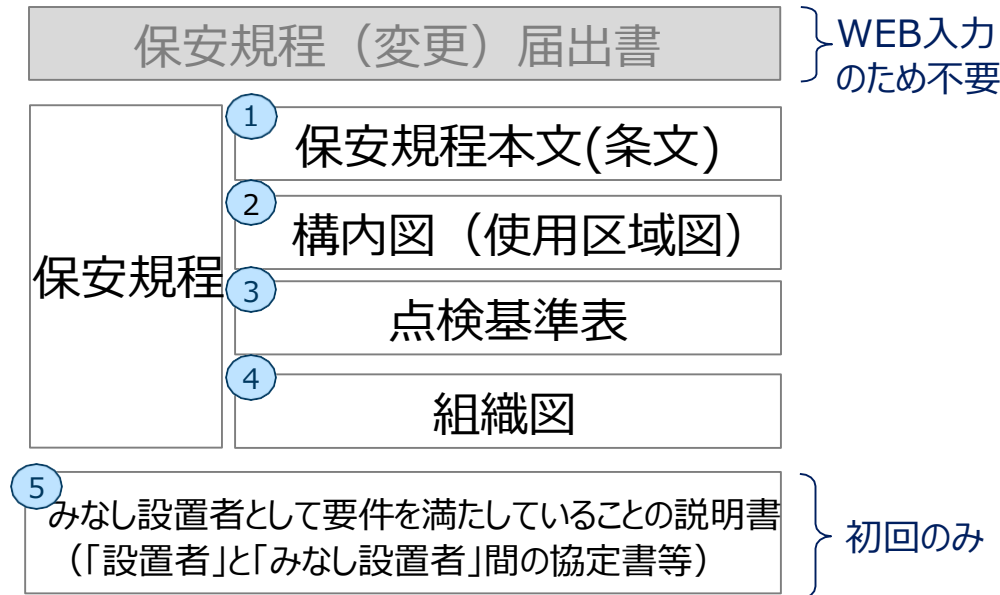 保安規程（変更）届出書
WEB入力
のため不要
保安規程
1
保安規程本文(条文)
2
構内図（使用区域図）
3
点検基準表
4
組織図
5
みなし設置者として要件を満たしていることの説明書
（「設置者」と「みなし設置者」間の協定書等）
初回のみ